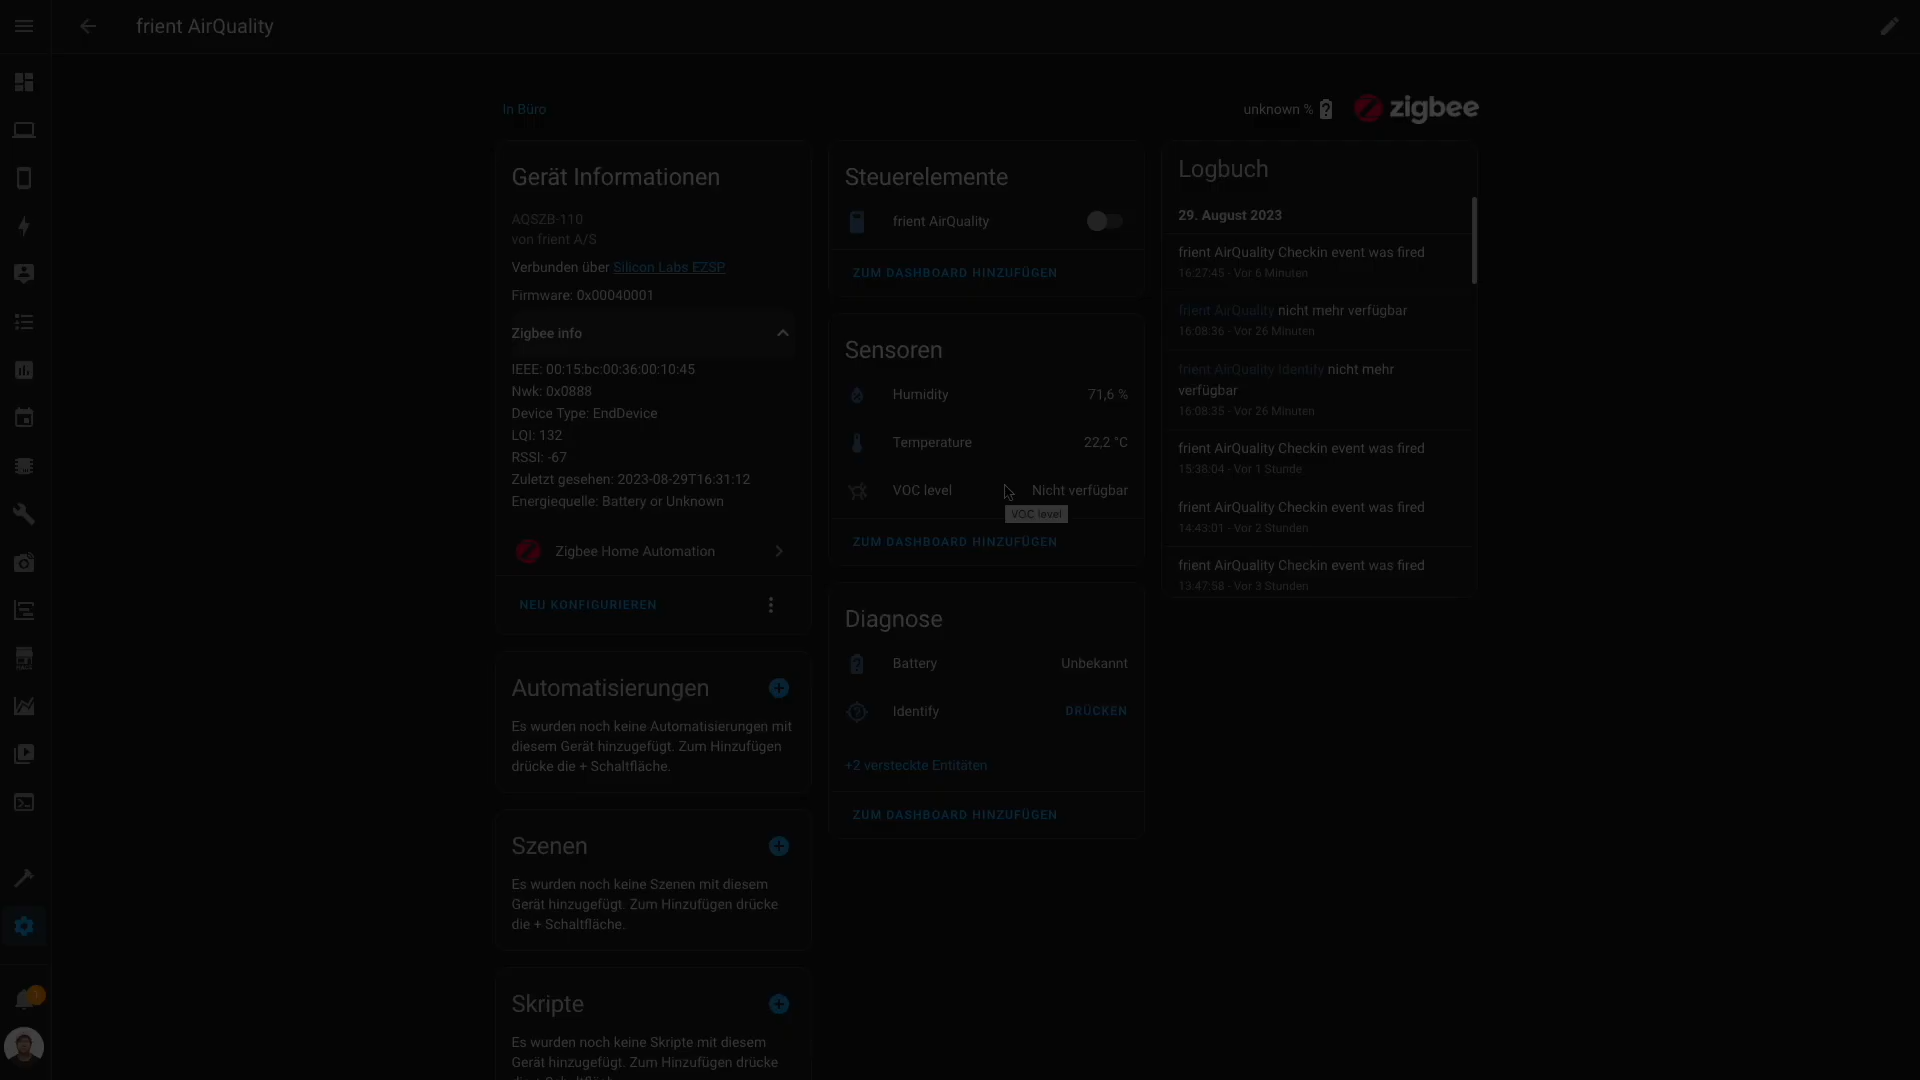 frient AirQuality
In Büro
unknown %
zigbee
Gerät Informationen
AQSZB-110
von frient A/S
Verbunden über Silicon Labs EZSP
Firmware: 0x00040001
Zigbee info
IEEE: 00:15:bc:00:36:00:10:45
Nwk: 0x0888
Device Type: EndDevice
LQI: 132
RSSI: -67
Zuletzt gesehen: 2023-08-29T16:31:12
Energiequelle: Battery or Unknown
Zigbee Home Automation
NEU KONFIGURIEREN
Automatisierungen
Es wurden noch keine Automatisierungen mit
diesem Gerät hinzugefügt. Zum Hinzufügen
drücke die + Schaltfläche.
Szenen
Es wurden noch keine Szenen mit diesem
Gerät hinzugefügt. Zum Hinzufügen drücke
die + Schaltfläche.
Skripte
Es wurden noch keine Skripte mit diesem
Gerät hinzugefügt. Zum Hinzufügen drücke
Steuerelemente
frient AirQuality
ZUM DASHBOARD HINZUFÜGEN
Sensoren
Humidity 71,6 %
Temperature 22,2 °C
VOC level Nicht verfügbar
VOC level
ZUM DASHBOARD HINZUFÜGEN
Diagnose
Battery Unbekannt
Identify DRÜCKEN
+2 versteckte Entitäten
ZUM DASHBOARD HINZUFÜGEN
Logbuch
29. August 2023
frient AirQuality Checkin event was fired
16:27:45 - Vor 6 Minuten
frient AirQuality nicht mehr verfügbar
16:08:36 - Vor 26 Minuten
frient AirQuality Identify nicht mehr
verfügbar
16:08:35 - Vor 26 Minuten
frient AirQuality Checkin event was fired
15:38:04 - Vor 1 Stunde
frient AirQuality Checkin event was fired
14:43:01 - Vor 2 Stunden
frient AirQuality Checkin event was fired
13:47:58 - Vor 3 Stunden